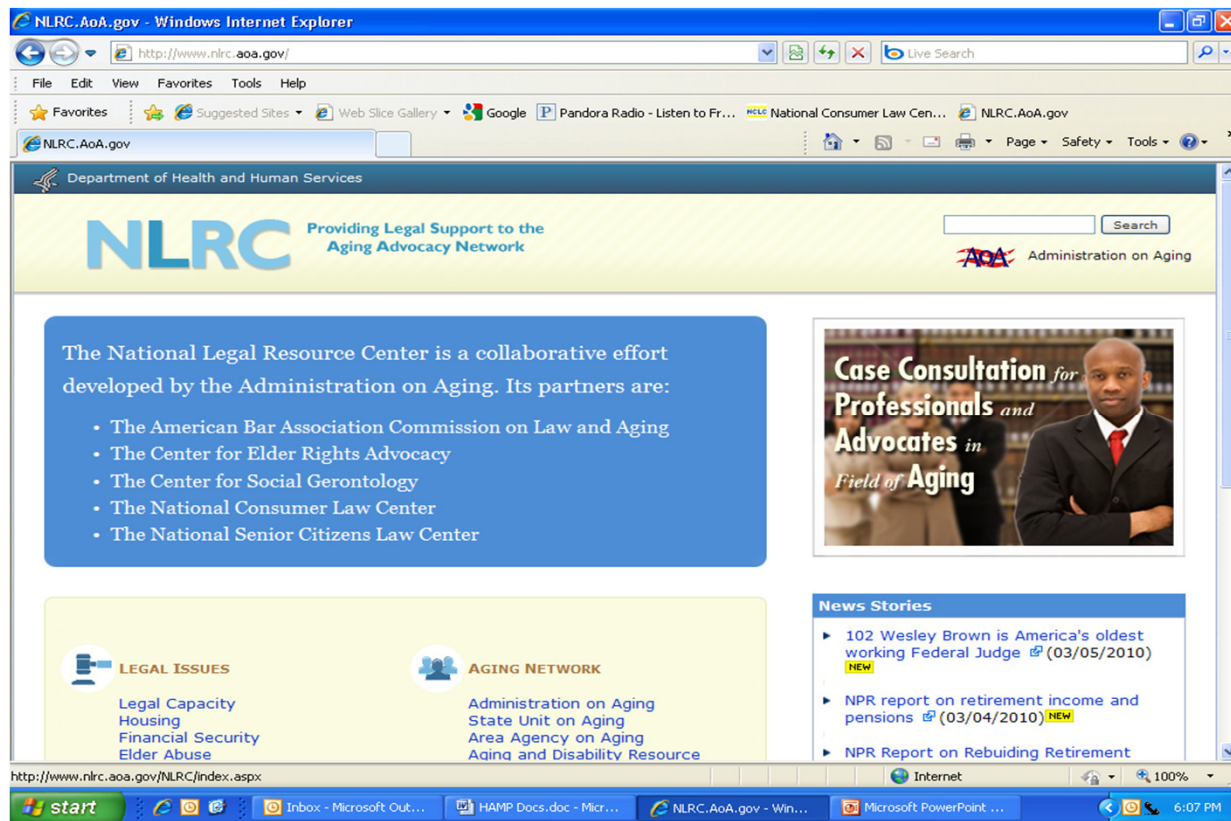 NLRC.AoA.gov - Windows Internet Explorer
http://www.nlrc.aoa.gov/
Live Search
File Edit View Favorites Tools Help
Favorites Suggested Sites Web Slice Gallery Google Pandora Radio - Listen to Fr... NCLC National Consumer Law Cen... NLRC.AoA.gov
NLRC.AoA.gov
Page Safety Tools
Department of Health and Human Services
NLRC
Providing Legal Support to the
Aging Advocacy Network
Search
AOA Administration on Aging
The National Legal Resource Center is a collaborative effort
developed by the Administration on Aging. Its partners are:
• The American Bar Association Commission on Law and Aging
• The Center for Elder Rights Advocacy
• The Center for Social Gerontology
• The National Consumer Law Center
• The National Senior Citizens Law Center
Case Consultation for
Professionals and
Advocates in
Field of Aging
LEGAL ISSUES
Legal Capacity
Housing
Financial Security
Elder Abuse
AGING NETWORK
Administration on Aging
State Unit on Aging
Area Agency on Aging
Aging and Disability Resource
News Stories
102 Wesley Brown is America's oldest
working Federal Judge (03/05/2010)
NEW
NPR report on retirement income and
pensions (03/04/2010) NEW
NPR Report on Rebuiding Retirement
http://www.nlrc.aoa.gov/NLRC/index.aspx
Internet
100%
start
Inbox - Microsoft Out...
HAMP Docs.doc - Micr...
NLRC.AoA.gov - Win...
Microsoft PowerPoint ...
6:07 PM